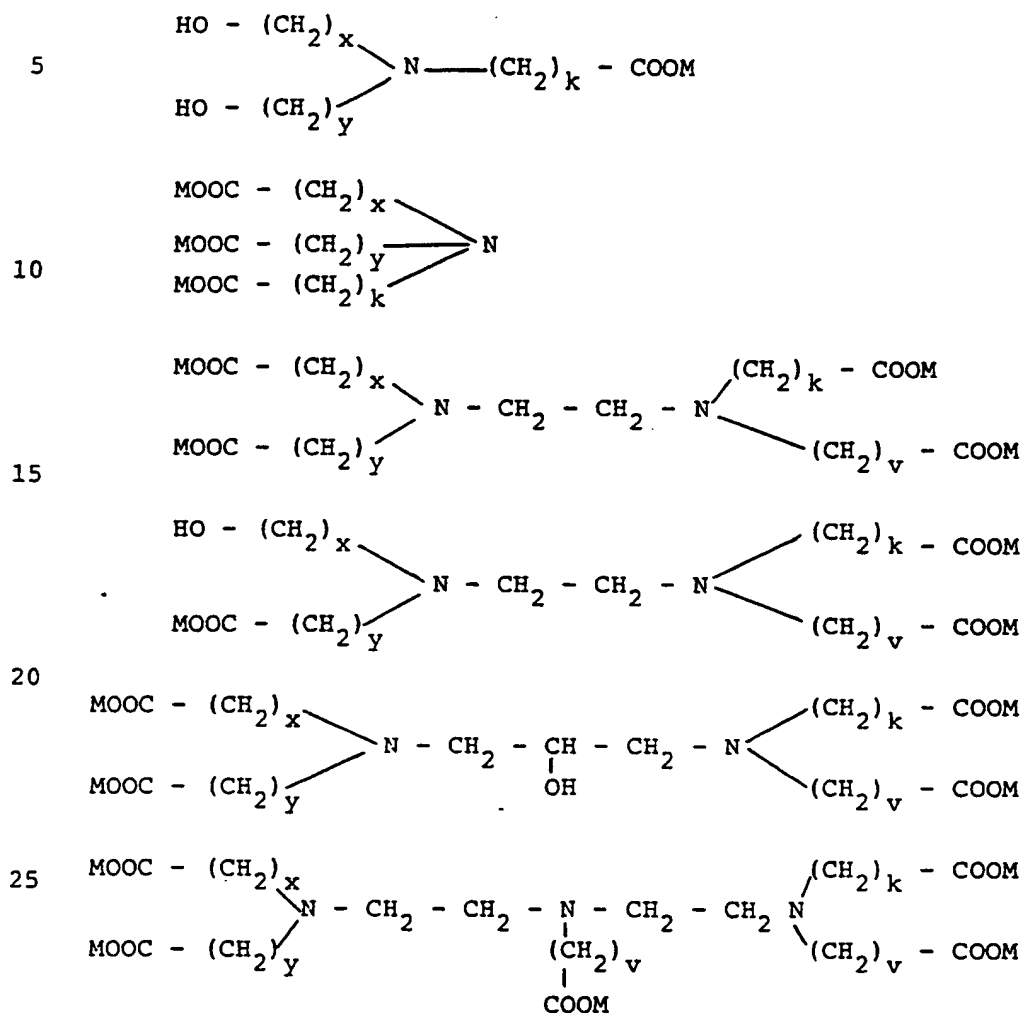 HO - (CH2)x
5 N — (CH2)k - COOM
HO - (CH2)y
MOOC - (CH2)x
MOOC - (CH2)y N
10
MOOC - (CH2)k
MOOC - (CH2)x (CH2)k - COOM
N - CH2 - CH2 - N
MOOC - (CH2)y (CH2)v - COOM
15
HO - (CH2)x (CH2)k - COOM
N - CH2 - CH2 - N
MOOC - (CH2)y (CH2)v - COOM
20
MOOC - (CH2)x (CH2)k - COOM
N - CH2 - CH - CH2 - N
MOOC - (CH2)y OH (CH2)v - COOM
25 MOOC - (CH2)x (CH2)k - COOM
N - CH2 - CH2 - N - CH2 - CH2 N
MOOC - (CH2)y (CH2)v (CH2)v - COOM
COOM